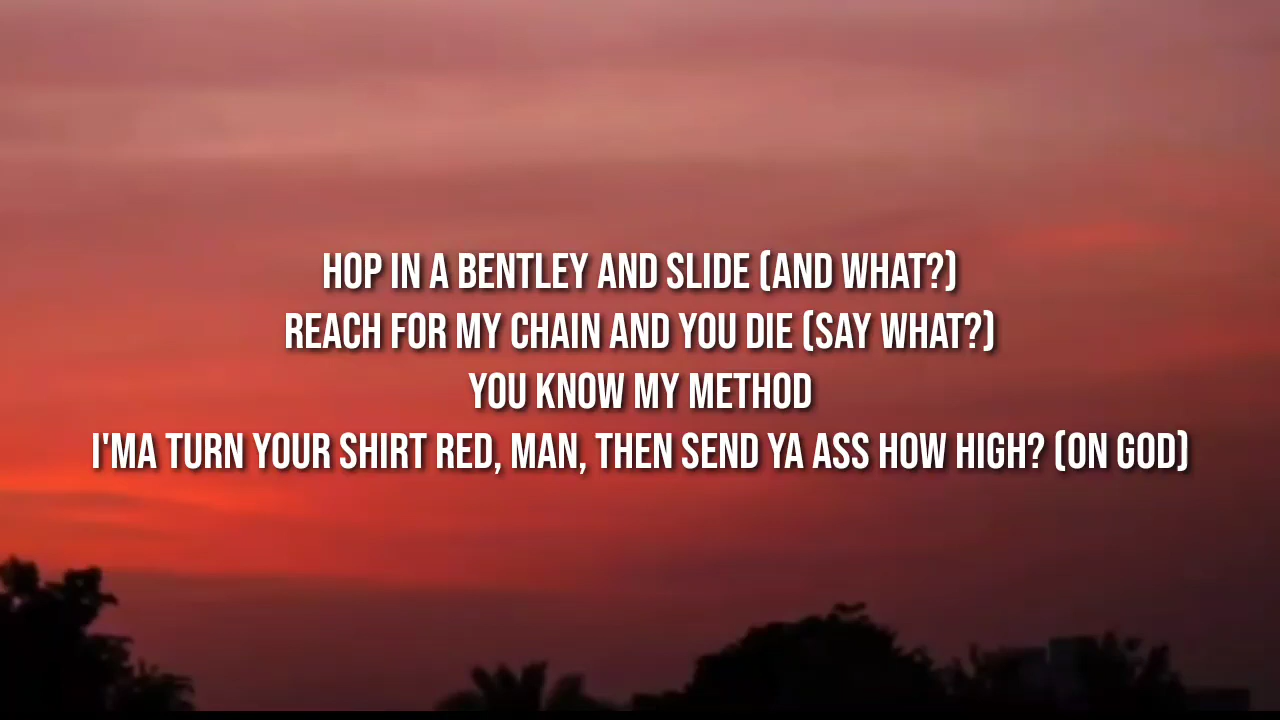 HOP IN A BENTLEY AND SLIDE (AND WHAT?)
REACH FOR MY CHAIN AND YOU DIE (SAY WHAT?)
YOU KNOW MY METHOD
I'MA TURN YOUR SHIRT RED, MAN, THEN SEND YA ASS HOW HIGH? (ON GOD)